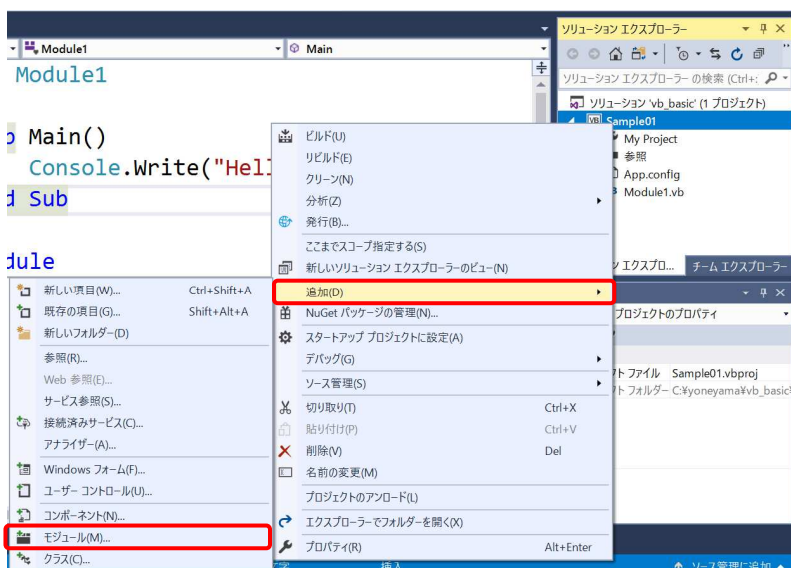 ソリューション エクスプローラー
Module1
Main
ソリューション エクスプローラー の検索 (Ctrl+:
Module1
ソリューション 'vb_basic' (1 プロジェクト)
Sample01
My Project
参照
App.config
Module1.vb
Main()
Console.Write("Hell
d Sub
dule
ビルド(U)
リビルド(E)
クリーン(N)
分析(Z)
発行(B)...
ここまでスコープ指定する(S)
新しいソリューション エクスプローラーのビュー(N)
追加(D)
NuGet パッケージの管理(N)...
スタートアップ プロジェクトに設定(A)
デバッグ(G)
ソース管理(S)
切り取り(T) Ctrl+X
貼り付け(P) Ctrl+V
削除(V) Del
名前の変更(M)
プロジェクトのアンロード(L)
エクスプローラーでフォルダーを開く(X)
プロパティ(R) Alt+Enter
新しい項目(W)... Ctrl+Shift+A
既存の項目(G)... Shift+Alt+A
新しいフォルダー(D)
参照(R)...
Web 参照(E)...
サービス参照(S)...
接続済みサービス(C)...
アナライザー(A)...
Windows フォーム(F)...
ユーザー コントロール(U)...
コンポーネント(N)...
モジュール(M)...
クラス(C)...
ン エクスプロ... チーム エクスプローラー
プロジェクトのプロパティ
ト ファイル Sample01.vbproj
ト フォルダー C:¥yoneyama¥vb_basic¥
文字 挿入 ソース管理に追加